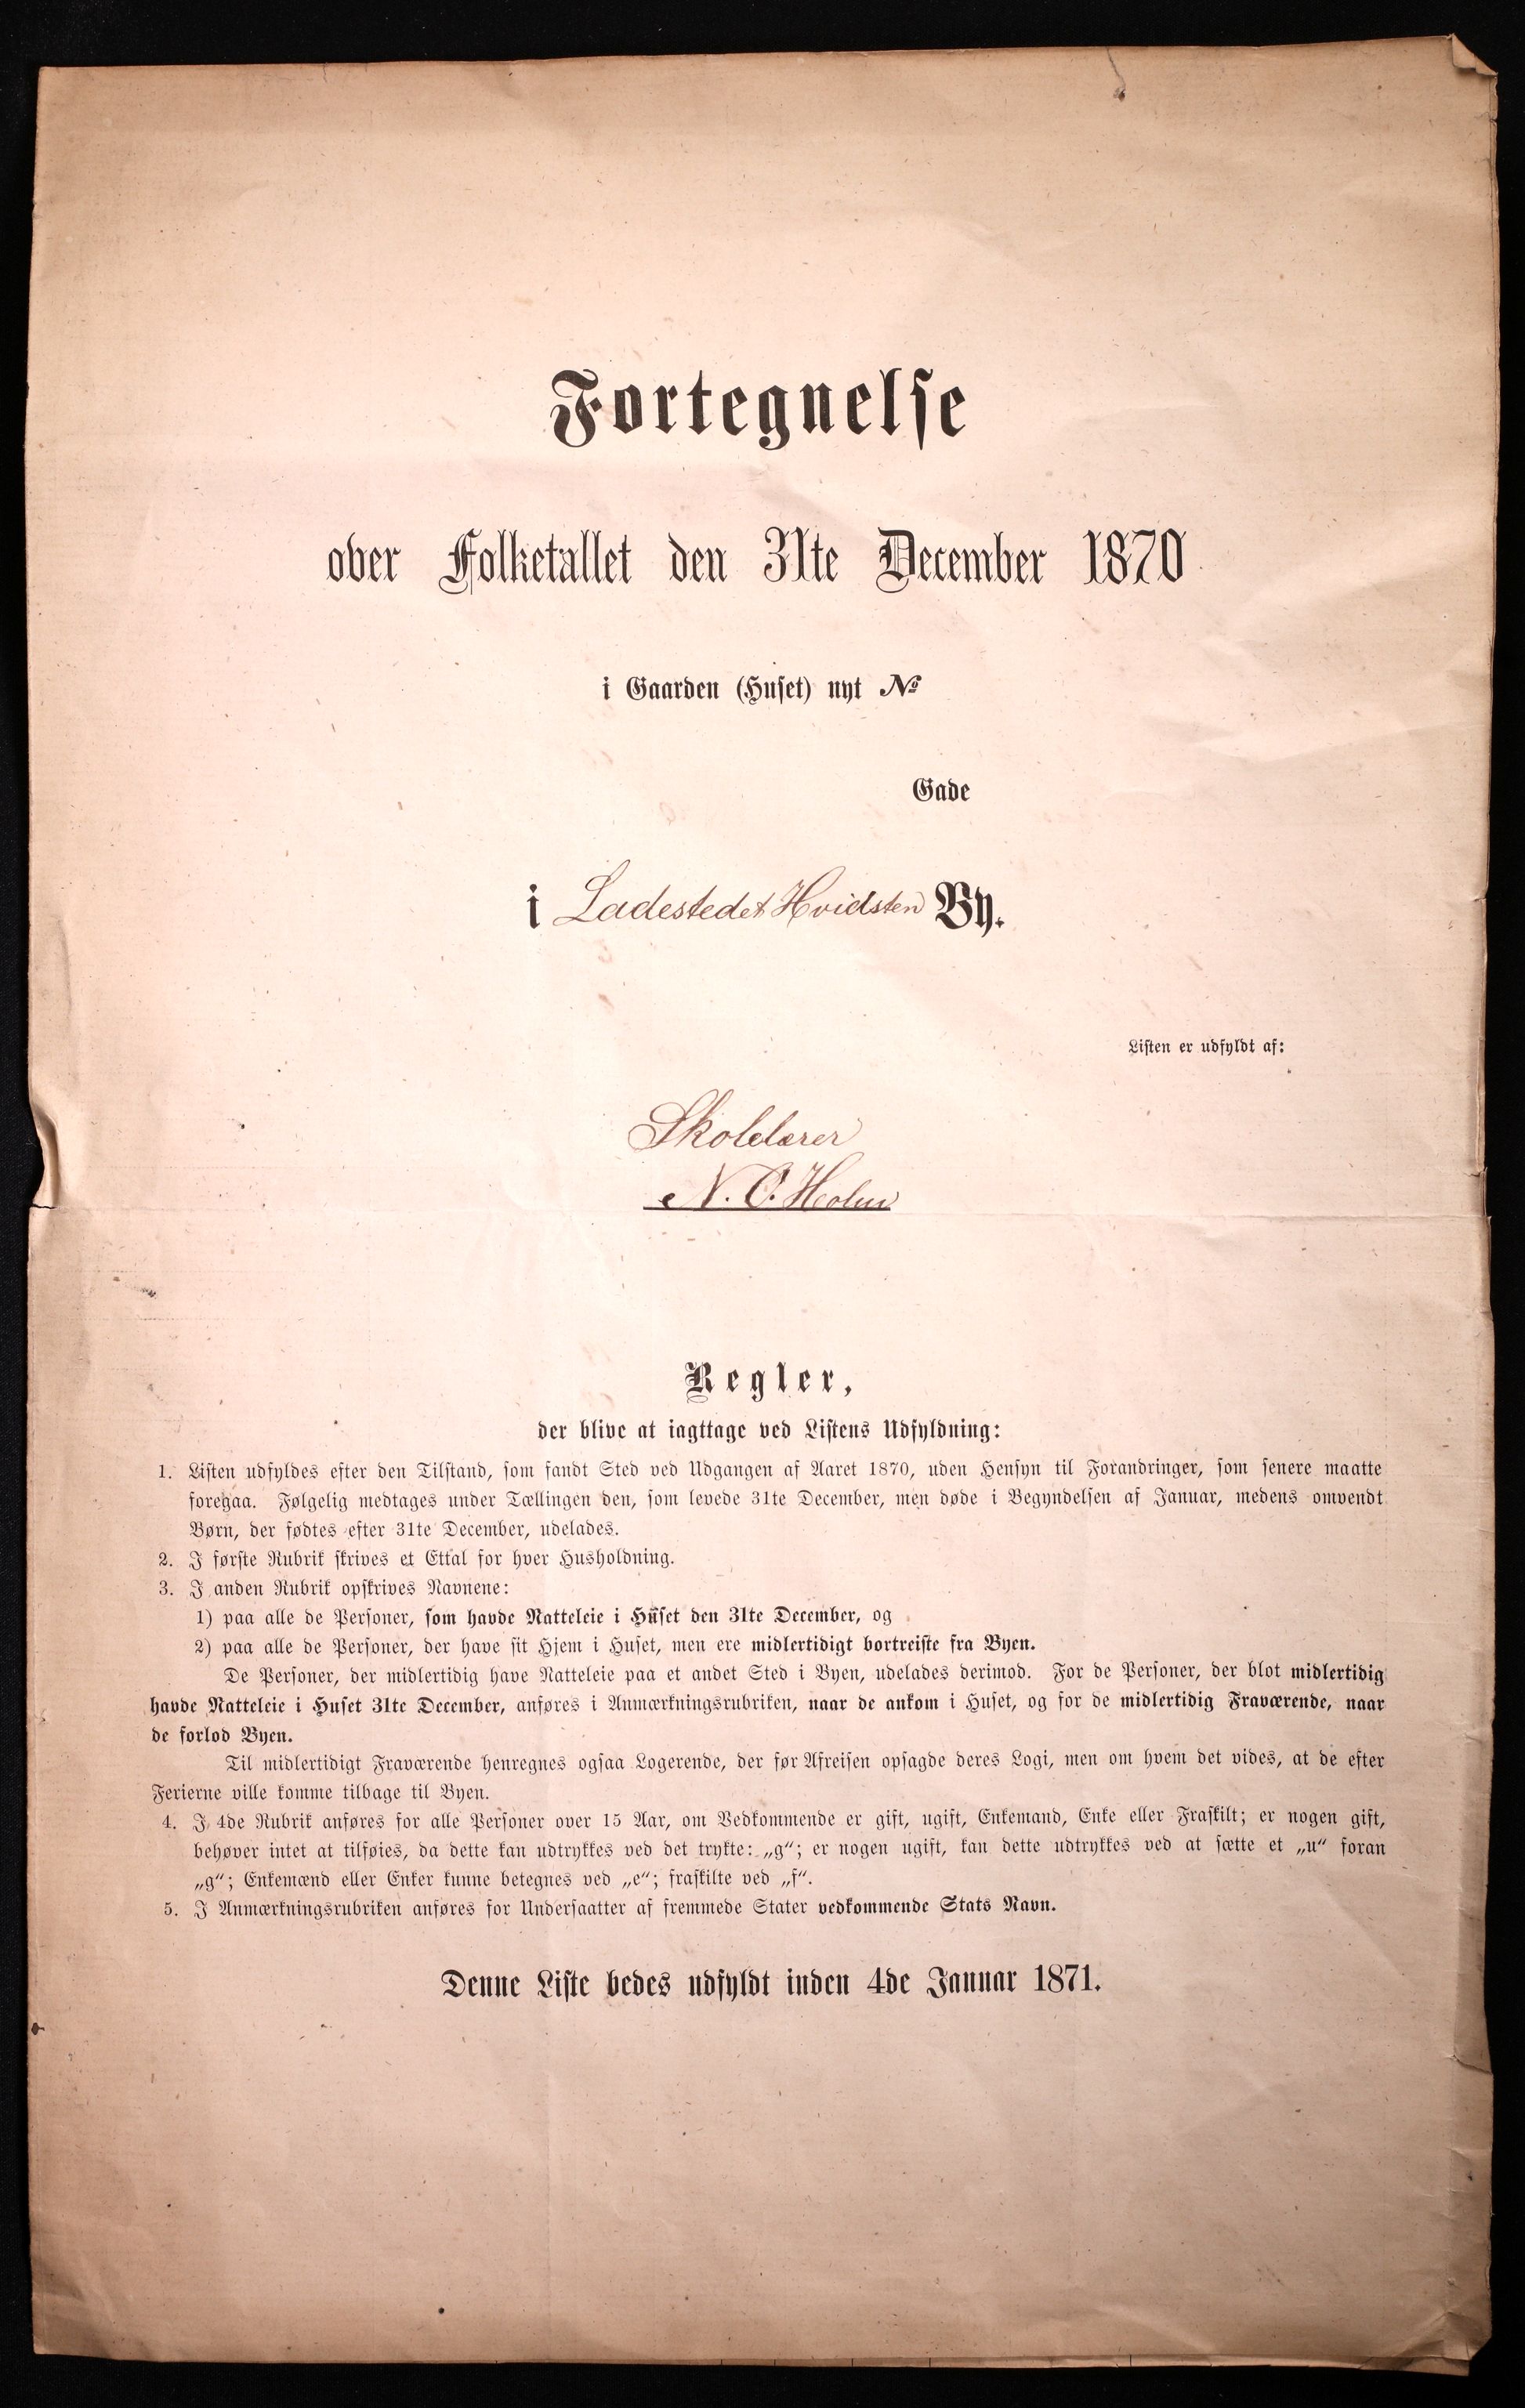 Fortegnelse
over Folketallet den 31te December 1870
i Gaarden (Huset) nyt No
Gade
i Ladestedet Hvidsten By.
Listen er udfyldt af:
Skolelærer
N. O. Holm
Regler,
der blive at iagttage ved Listens Udfyldning:
1. Listen udfyldes efter den Tilstand, som fandt Sted ved Udgangen af Aaret 1870, uden Hensyn til Forandringer, som senere maatte
foregaa. Følgelig medtages under Tællingen den, som levede 31te December, men døde i Begyndelsen af Januar, medens omvendt
Børn, der fødtes efter 31te December, udelades.
2. I første Rubrik skrives et Ettal for hver Husholdning.
3. I anden Rubrik opskrives Navnene:
1) paa alle de Personer, som havde Natteleie i Huset den 31te December, og
2) paa alle de Personer, der have sit Hjem i Huset, men ere midlertidigt bortreiste fra Byen.
De Personer, der midlertidig have Natteleie paa et andet Sted i Byen, udelades derimod. For de Personer, der blot midlertidig
havde Natteleie i Huset 31te December, anføres i Anmærkningsrubriken, naar de ankom i Huset, og for de midlertidig Fraværende, naar
de forlod Byen.
Til midlertidigt Fraværende henregnes ogsaa Logerende, der før Afreisen opsagde deres Logi, men om hvem det vides, at de efter
Ferierne ville komme tilbage til Byen.
4. I 4de Rubrik anføres for alle Personer over 15 Aar, om Vedkommende er gift, ugift, Enkemand, Enke eller Fraskilt; er nogen gift,
behøver intet at tilføies, da dette kan udtrykkes ved det trykte: „g“; er nogen ugift, kan dette udtrykkes ved at sætte et „u“ foran
„g“; Enkemænd eller Enker kunne betegnes ved „e“; fraskilte ved „f“.
5. I Anmærkningsrubriken anføres for Undersaatter af fremmede Stater vedkommende Stats Navn.
Denne Liste bedes udfyldt inden 4de Januar 1871.